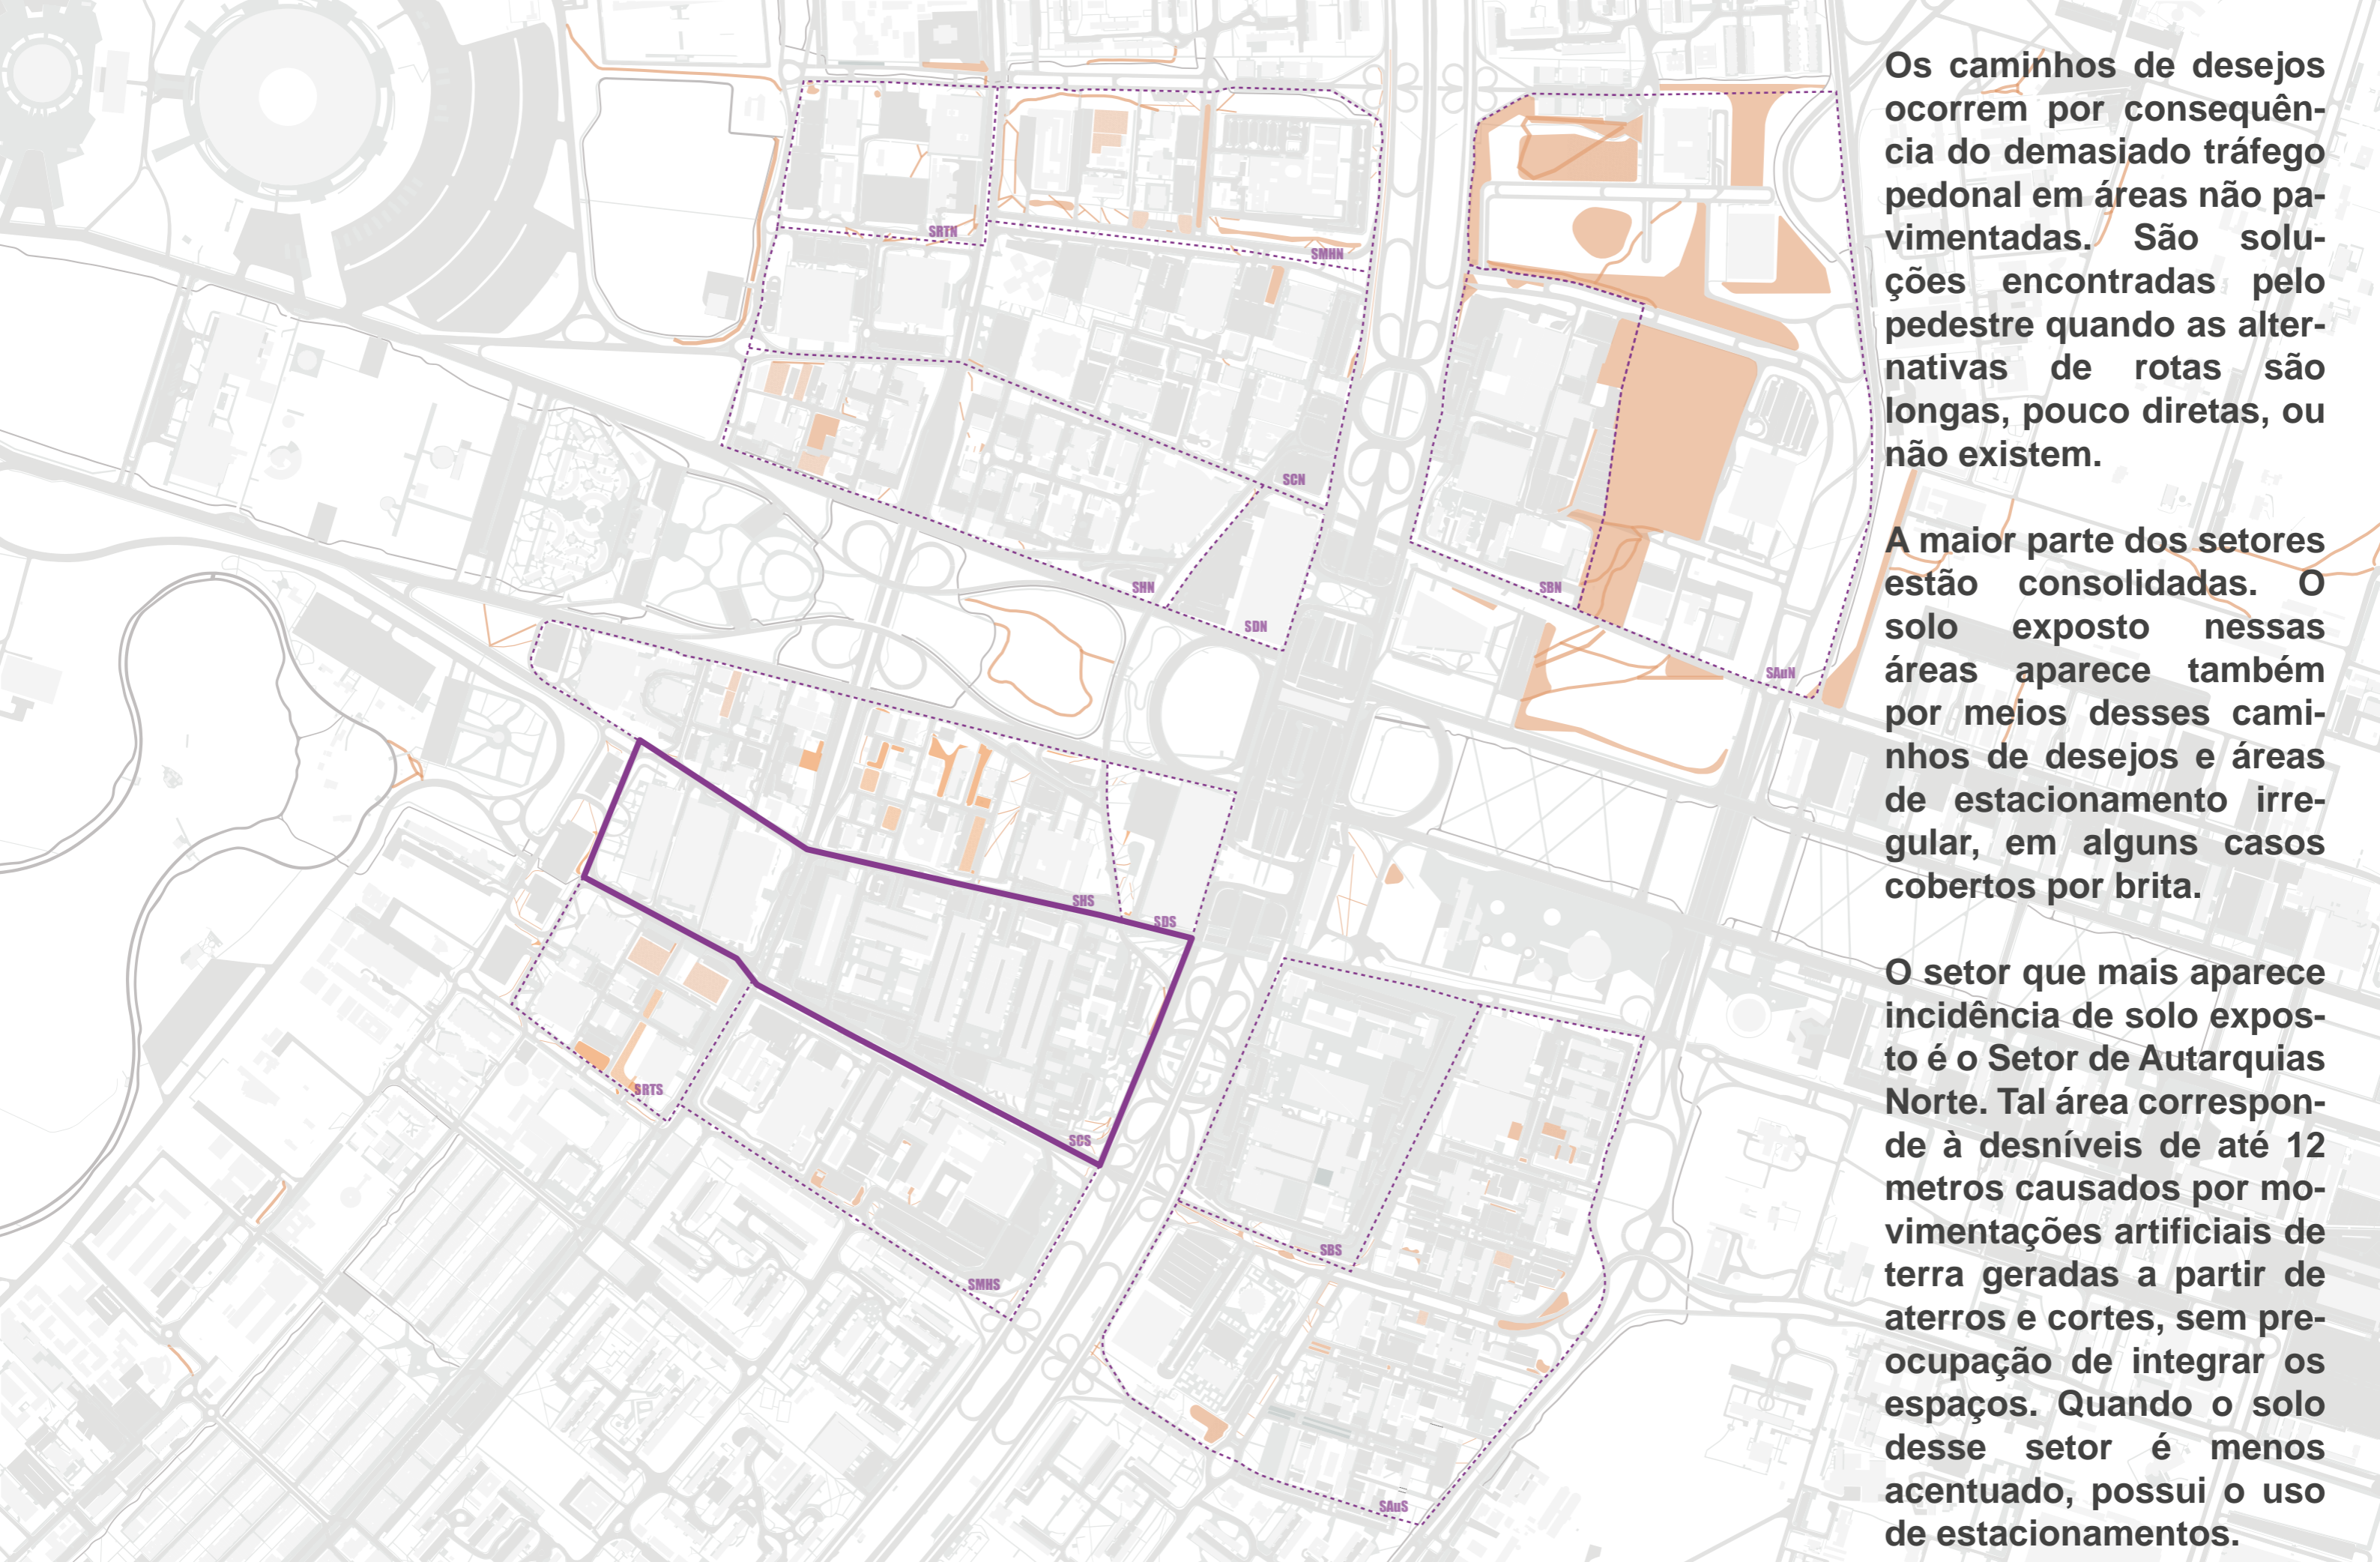 SRTN
SMHN
SCN
SHN
SDN
SBN
SAuN
SHS
SDS
SRTS
SCS
SMHS
SBS
SAuS
Os caminhos de desejos
ocorrem por consequên-
cia do demasiado tráfego
pedonal em áreas não pa-
vimentadas. São solu-
ções encontradas pelo
pedestre quando as alter-
nativas de rotas são
longas, pouco diretas, ou
não existem.
A maior parte dos setores
estão consolidadas. O
solo exposto nessas
áreas aparece também
por meios desses cami-
nhos de desejos e áreas
de estacionamento irre-
gular, em alguns casos
cobertos por brita.
O setor que mais aparece
incidência de solo expos-
to é o Setor de Autarquias
Norte. Tal área correspon-
de à desníveis de até 12
metros causados por mo-
vimentações artificiais de
terra geradas a partir de
aterros e cortes, sem pre-
ocupação de integrar os
espaços. Quando o solo
desse setor é menos
acentuado, possui o uso
de estacionamentos.